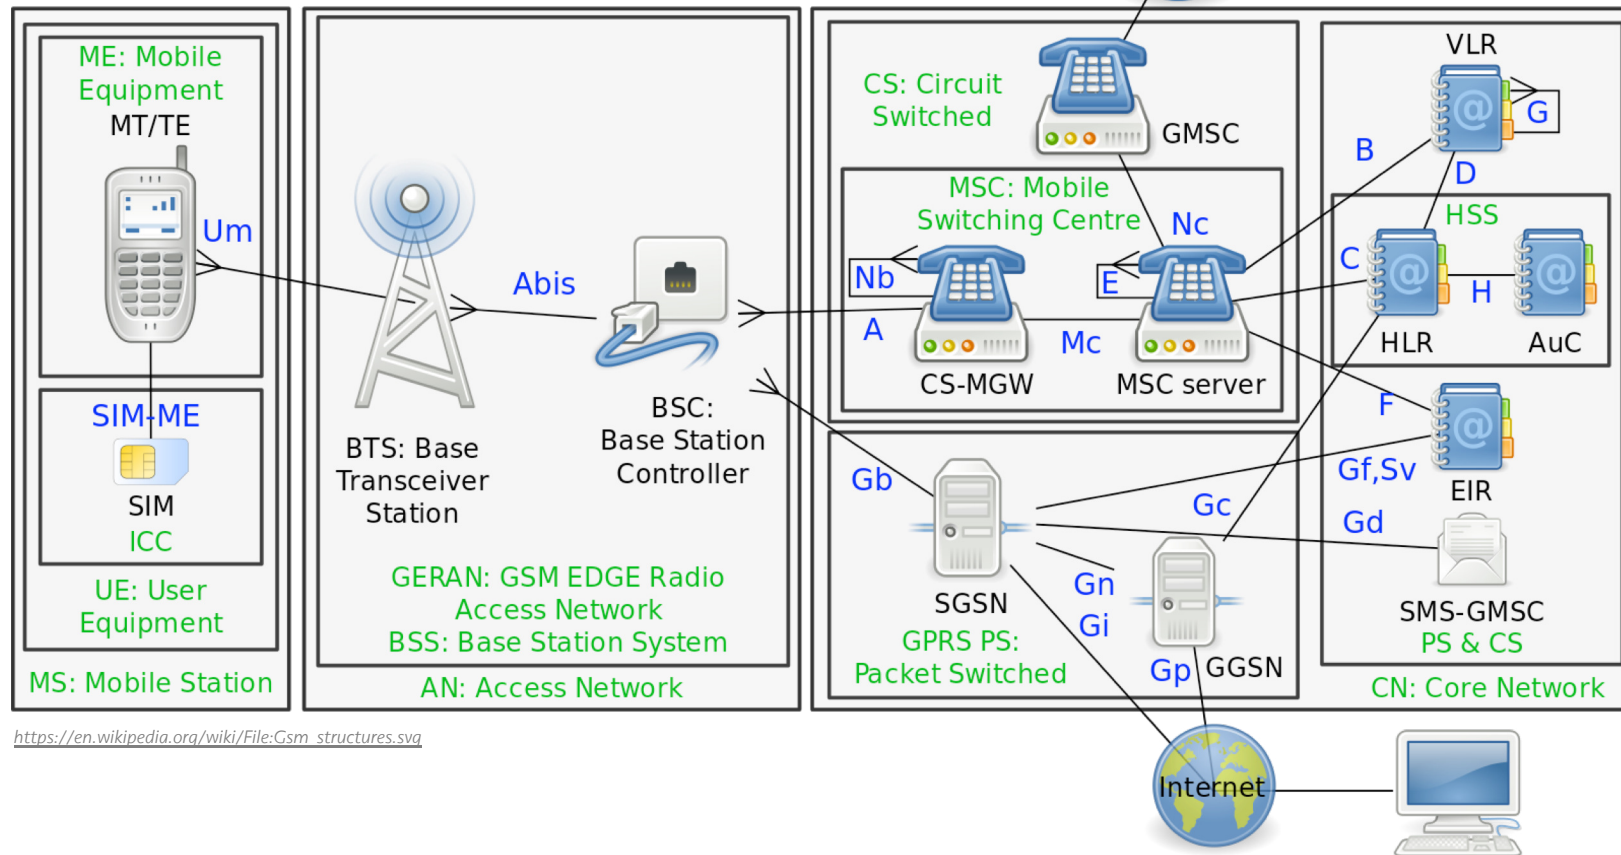 ME: Mobile
Equipment
MT/TE
Um
SIM-ME
SIM
ICC
UE: User
Equipment
MS: Mobile Station
Abis
BTS: Base
Transceiver
Station
BSC:
Base Station
Controller
GERAN: GSM EDGE Radio
Access Network
BSS: Base Station System
AN: Access Network
CS: Circuit
Switched
GMSC
MSC: Mobile
Switching Centre
Nc
Nb
E
A
Mc
CS-MGW
MSC server
Gb
SGSN
GPRS PS:
Packet Switched
Gn
Gi
Gp
GGSN
Gc
VLR
@
G
B
D
HSS
C
@
H
@
HLR
AuC
F
@
Gf,Sv
EIR
Gd
SMS-GMSC
PS & CS
CN: Core Network
https://en.wikipedia.org/wiki/File:Gsm_structures.svg
Internet